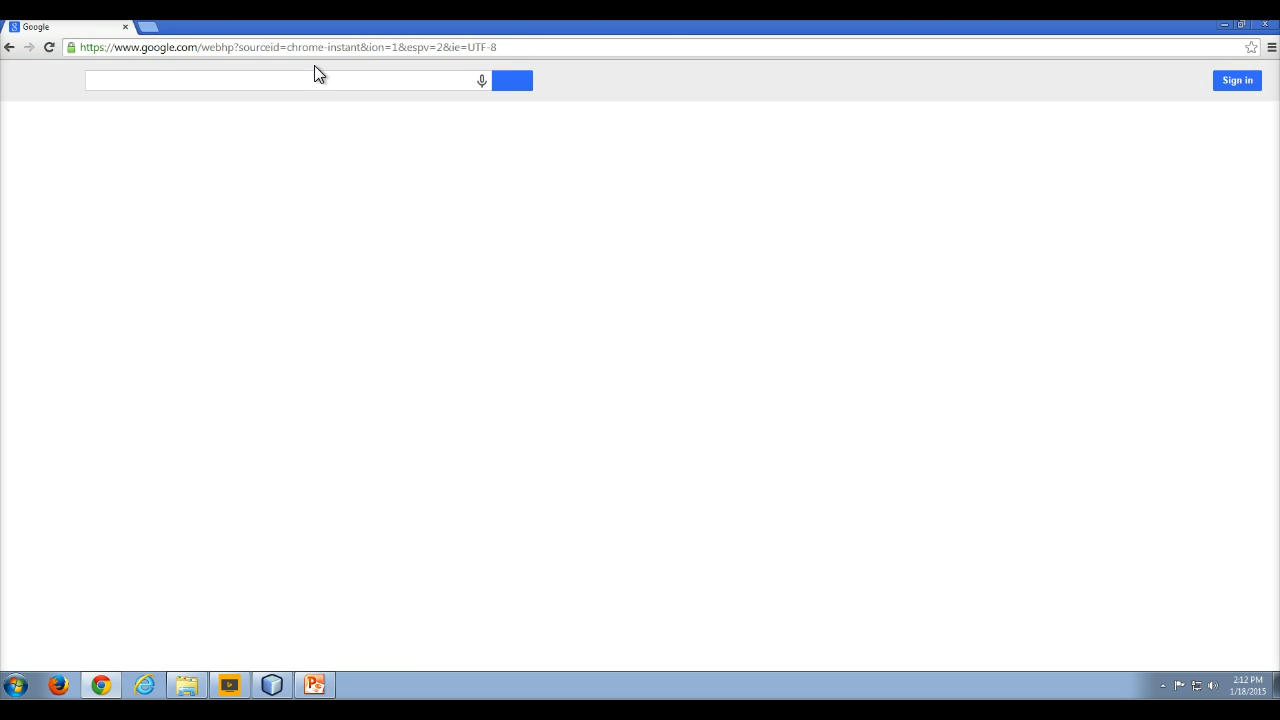 Google
https://www.google.com/webhp?sourceid=chrome-instant&ion=1&espv=2&ie=UTF-8
Sign in
2:12 PM
1/18/2015